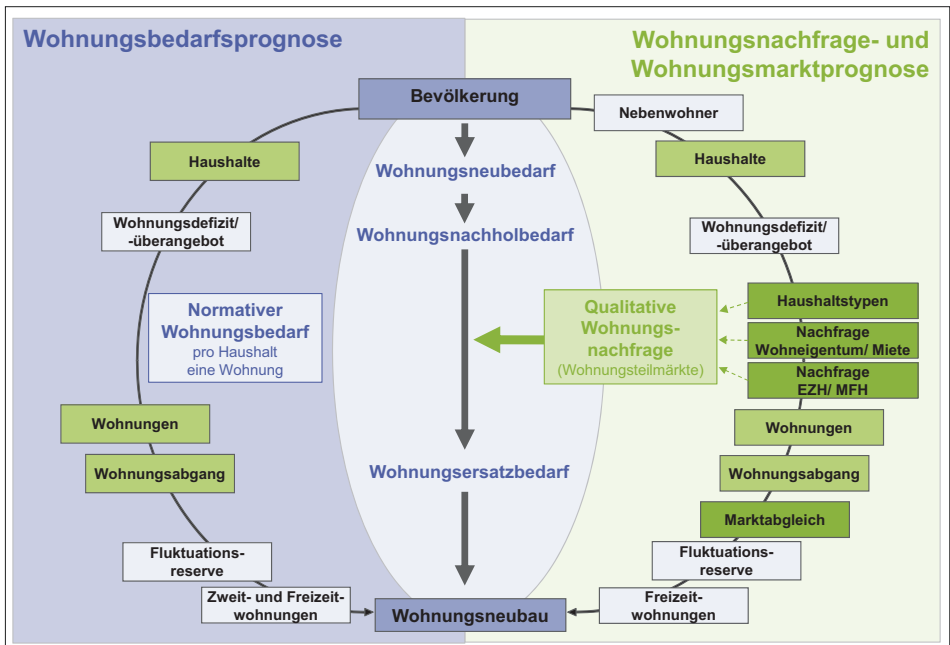 Wohnungsbedarfsprognose
Wohnungsnachfrage- und
Wohnungsmarktprognose
Bevölkerung
Nebenwohner
Haushalte
Wohnungsneubedarf
Haushalte
Wohnungsdefizit/
-überangebot
Wohnungsnachholbedarf
Wohnungsdefizit/
-überangebot
Normativer
Wohnungsbedarf
pro Haushalt
eine Wohnung
Qualitative
Wohnungs-
nachfrage
(Wohnungsteilmärkte)
Haushaltstypen
Nachfrage
Wohneigentum/ Miete
Nachfrage
EZH/ MFH
Wohnungen
Wohnungen
Wohnungsabgang
Wohnungsersatzbedarf
Wohnungsabgang
Marktabgleich
Fluktuations-
reserve
Fluktuations-
reserve
Zweit- und Freizeit-
wohnungen
Wohnungsneubau
Freizeit-
wohnungen